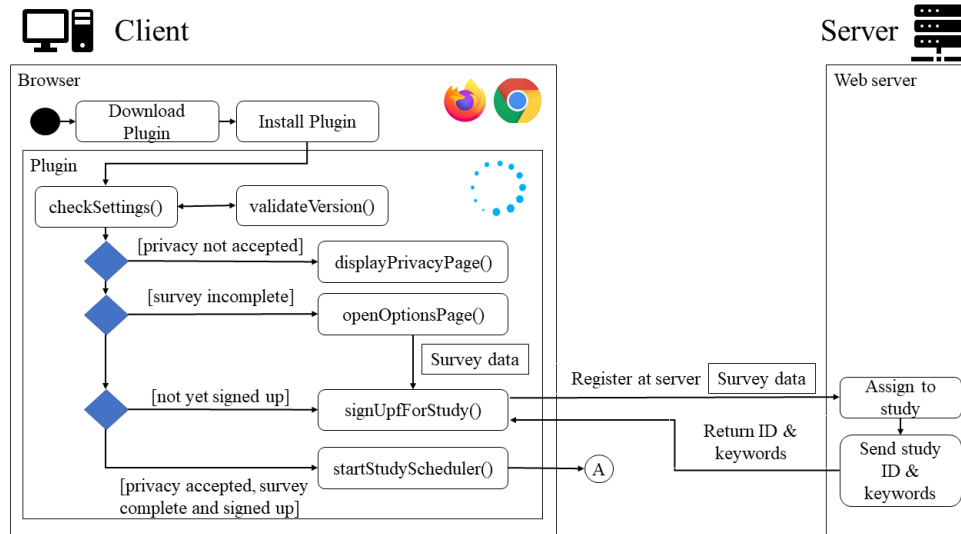 Client
Server
Browser
Web server
Download
Plugin
Install Plugin
Plugin
checkSettings()
validateVersion()
[privacy not accepted]
displayPrivacyPage()
[survey incomplete]
openOptionsPage()
Survey data
Register at server
Survey data
Assign to
study
[not yet signed up]
signUpfForStudy()
Return ID &
keywords
Send study
ID &
keywords
startStudyScheduler()
A
[privacy accepted, survey
complete and signed up]